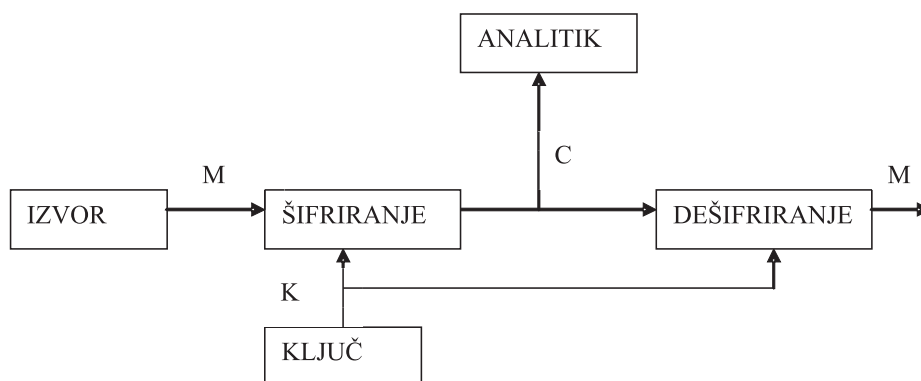 ANALITIK
C
M
M
IZVOR
ŠIFRIRANJE
DEŠIFRIRANJE
K
KLJUČ